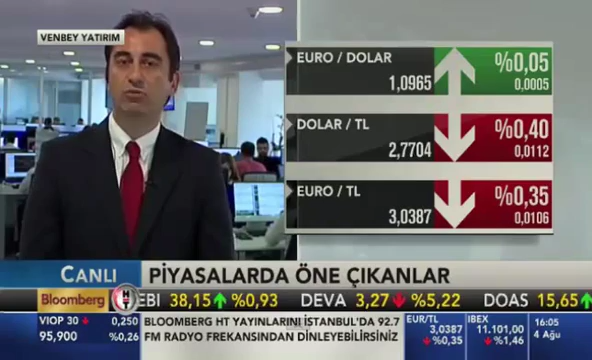 VENBEY YATIRIM
EURO / DOLAR
1,0965
%0,05
0,0005
DOLAR / TL
2,7704
%0,40
0,0112
EURO / TL
3,0387
%0,35
0,0106
CANLI
PİYASALARDA ÖNE ÇIKANLAR
Bloomberg HT
EBI 38,15 %0,93 DEVA 3,27 %5,22 DOAS 15,65
VIOP 30 0,250
95,900 %0,26
BLOOMBERG HT YAYINLARINI İSTANBUL'DA 92.7
FM RADYO FREKANSINDAN DİNLEYEBİLİRSİNİZ
EUR/TL
3,0387
%0,35
IBEX
11.101,00
%1,46
16:05
4 Ağu